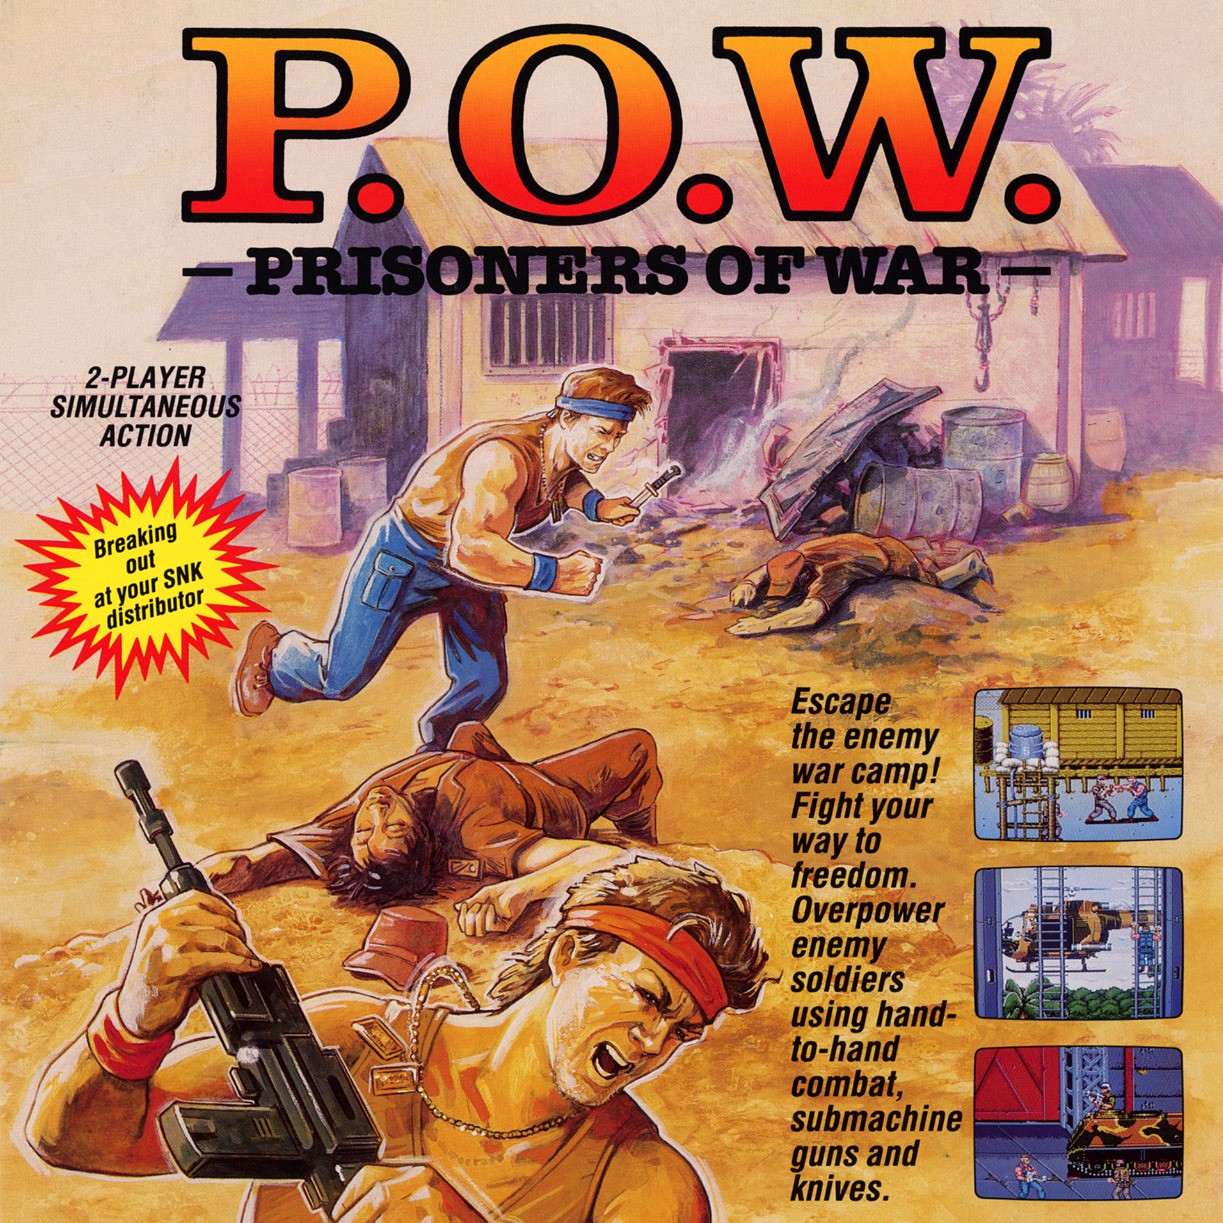 P.O.W.
— PRISONERS OF WAR —
2-PLAYER
SIMULTANEOUS
ACTION
Breaking
out
at your SNK
distributor
Escape
the enemy
war camp!
Fight your
way to
freedom.
Overpower
enemy
soldiers
using hand-
to-hand
combat,
submachine
guns and
knives.